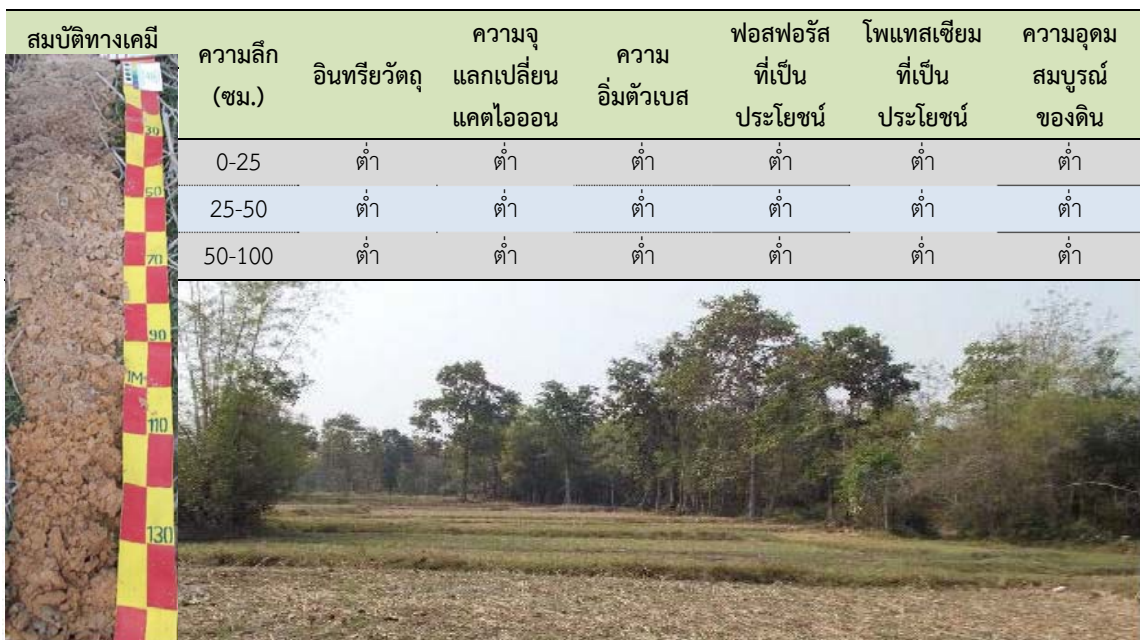 สมบัติทางเคมี
ความลึก
(ซม.)
อินทรียวัตถุ
ความจุ
แลกเปลี่ยน
แคตไอออน
ความ
อิ่มตัวเบส
ฟอสฟอรัส
ที่เป็น
ประโยชน์
โพแทสเซียม
ที่เป็น
ประโยชน์
ความอุดม
สมบูรณ์
ของดิน
0-25 ต่ำ ต่ำ ต่ำ ต่ำ ต่ำ ต่ำ
25-50 ต่ำ ต่ำ ต่ำ ต่ำ ต่ำ ต่ำ
50-100 ต่ำ ต่ำ ต่ำ ต่ำ ต่ำ ต่ำ
30
50
70
90
1M
110
130